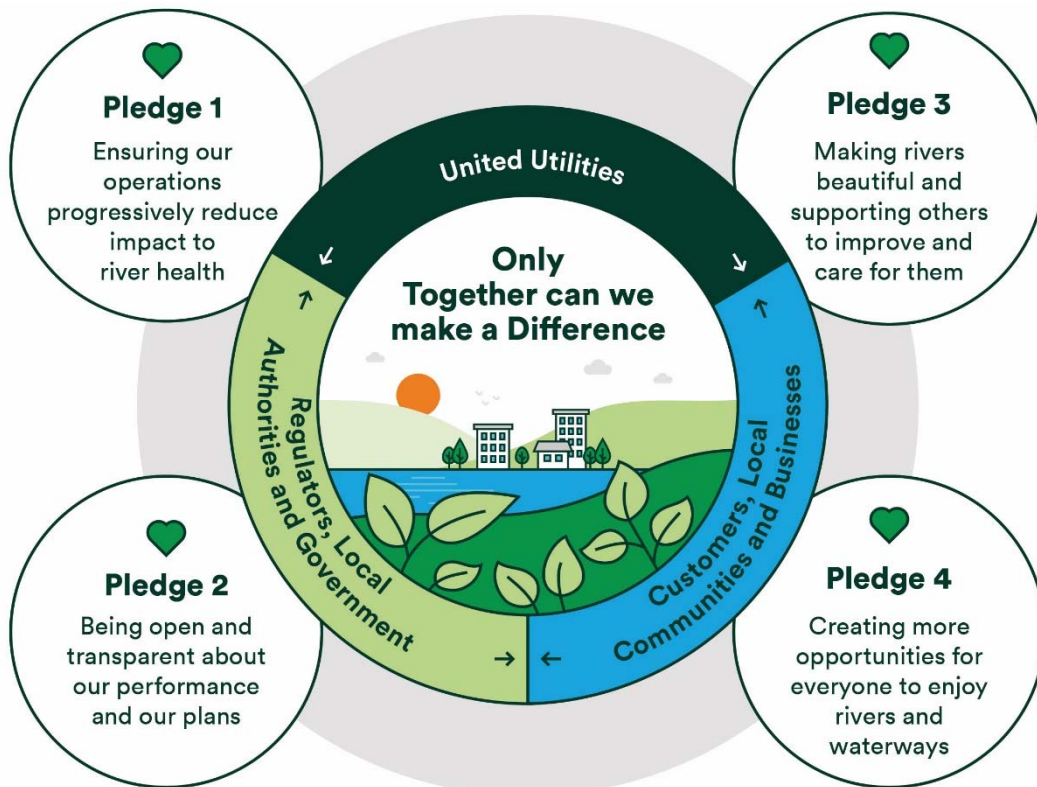 Pledge 1
Ensuring our
operations
progressively reduce
impact to
river health
Pledge 3
Making rivers
beautiful and
supporting others
to improve and
care for them
United Utilities
Only
Together can we
make a Difference
Regulators, Local
Authorities and Government
Customers, Local
Communities and Businesses
Pledge 2
Being open and
transparent about
our performance
and our plans
Pledge 4
Creating more
opportunities for
everyone to enjoy
rivers and
waterways